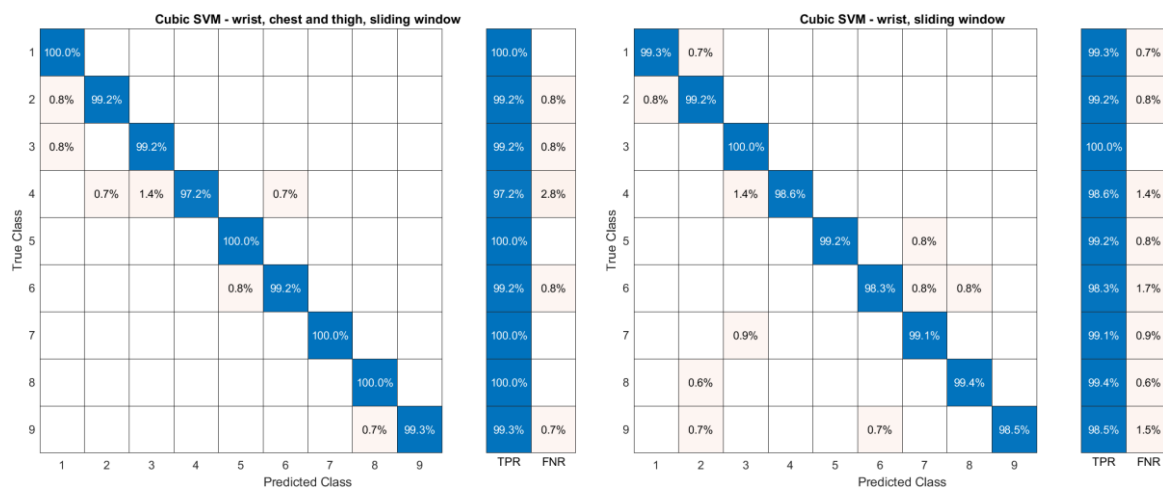 Cubic SVM - wrist, chest and thigh, sliding window
True Class
1 100.0% 100.0%
2 0.8% 99.2% 99.2% 0.8%
3 0.8% 99.2% 99.2% 0.8%
4 0.7% 1.4% 97.2% 0.7% 97.2% 2.8%
5 100.0% 100.0%
6 0.8% 99.2% 99.2% 0.8%
7 100.0% 100.0%
8 100.0% 100.0%
9 0.7% 99.3% 99.3% 0.7%
1 2 3 4 5 6 7 8 9 TPR FNR
Predicted Class
Cubic SVM - wrist, sliding window
True Class
1 99.3% 0.7% 99.3% 0.7%
2 0.8% 99.2% 99.2% 0.8%
3 100.0% 100.0%
4 1.4% 98.6% 98.6% 1.4%
5 99.2% 0.8% 99.2% 0.8%
6 98.3% 0.8% 0.8% 98.3% 1.7%
7 0.9% 99.1% 99.1% 0.9%
8 0.6% 99.4% 99.4% 0.6%
9 0.7% 0.7% 98.5% 98.5% 1.5%
1 2 3 4 5 6 7 8 9 TPR FNR
Predicted Class